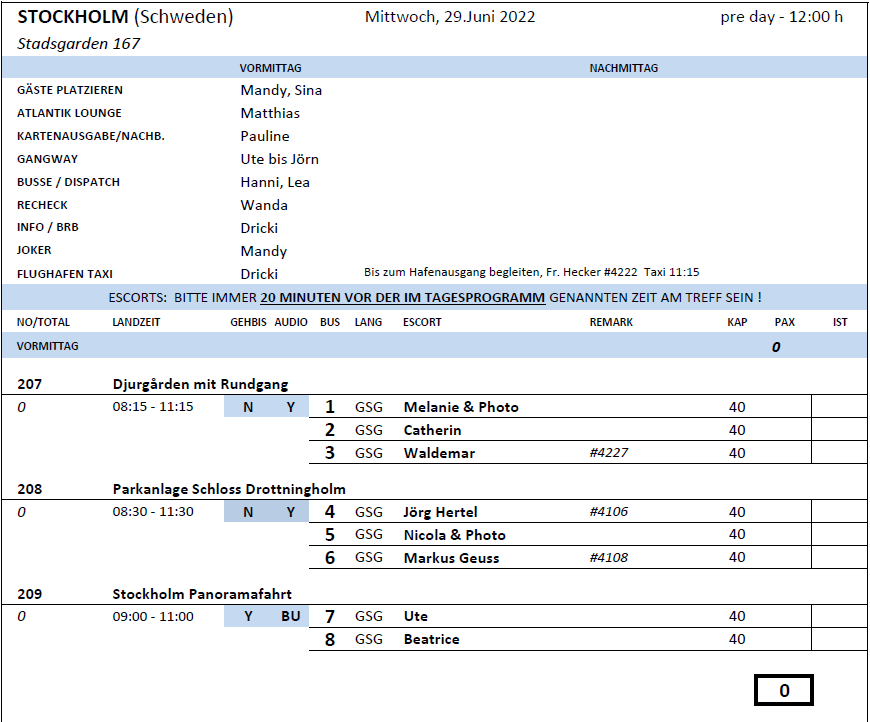 STOCKHOLM (Schweden) Mittwoch, 29.Juni 2022 pre day - 12:00 h
Stadsgarden 167
VORMITTAG NACHMITTAG
GÄSTE PLATZIEREN Mandy, Sina
ATLANTIK LOUNGE Matthias
KARTENAUSGABE/NACHB. Pauline
GANGWAY Ute bis Jörn
BUSSE / DISPATCH Hanni, Lea
RECHECK Wanda
INFO / BRB Dricki
JOKER Mandy
FLUGHAFEN TAXI Dricki Bis zum Hafenausgang begleiten, Fr. Hecker #4222 Taxi 11:15
ESCORTS: BITTE IMMER 20 MINUTEN VOR DER IM TAGESPROGRAMM GENANNTEN ZEIT AM TREFF SEIN !
NO/TOTAL LANDZEIT GEHBIS AUDIO BUS LANG ESCORT REMARK KAP PAX IST
VORMITTAG 0
207 Djurgården mit Rundgang
0 08:15 - 11:15 N Y 1 GSG Melanie & Photo 40
2 GSG Catherin 40
3 GSG Waldemar #4227 40
208 Parkanlage Schloss Drottningholm
0 08:30 - 11:30 N Y 4 GSG Jörg Hertel #4106 40
5 GSG Nicola & Photo 40
6 GSG Markus Geuss #4108 40
209 Stockholm Panoramafahrt
0 09:00 - 11:00 Y BU 7 GSG Ute 40
8 GSG Beatrice 40
0